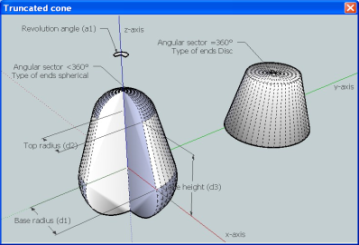 Truncated cone
Revolution angle (a1)
z-axis
Angular sector =360°
Type of ends Disc
Angular sector <360°
Type of ends spherical
y-axis
Top radius (d2)
height (d3)
Base radius (d1)
x-axis